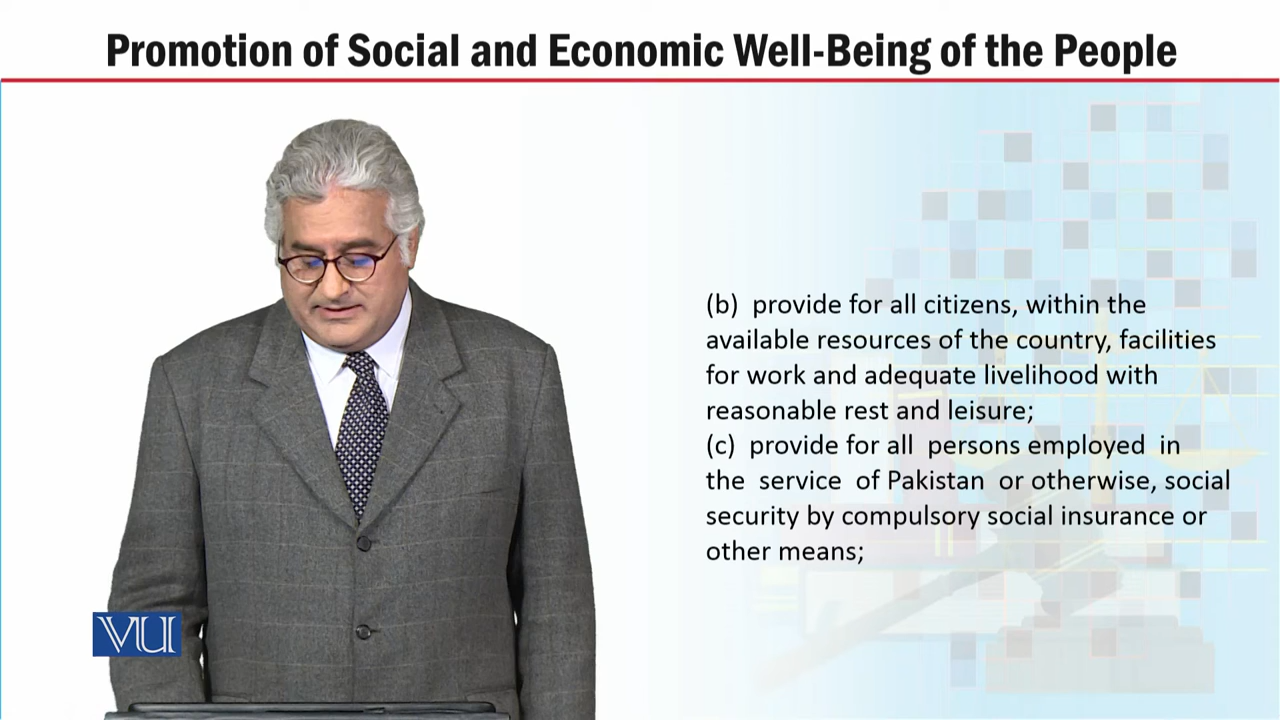 Promotion of Social and Economic Well-Being of the People
(b) provide for all citizens, within the
available resources of the country, facilities
for work and adequate livelihood with
reasonable rest and leisure;
(c) provide for all persons employed in
the service of Pakistan or otherwise, social
security by compulsory social insurance or
other means;
VU